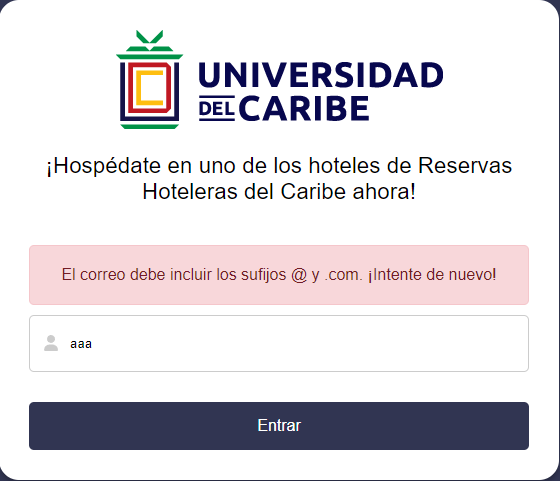 UNIVERSIDAD
DEL CARIBE
¡Hospédate en uno de los hoteles de Reservas
Hoteleras del Caribe ahora!
El correo debe incluir los sufijos @ y .com. ¡Intente de nuevo!
aaa
Entrar